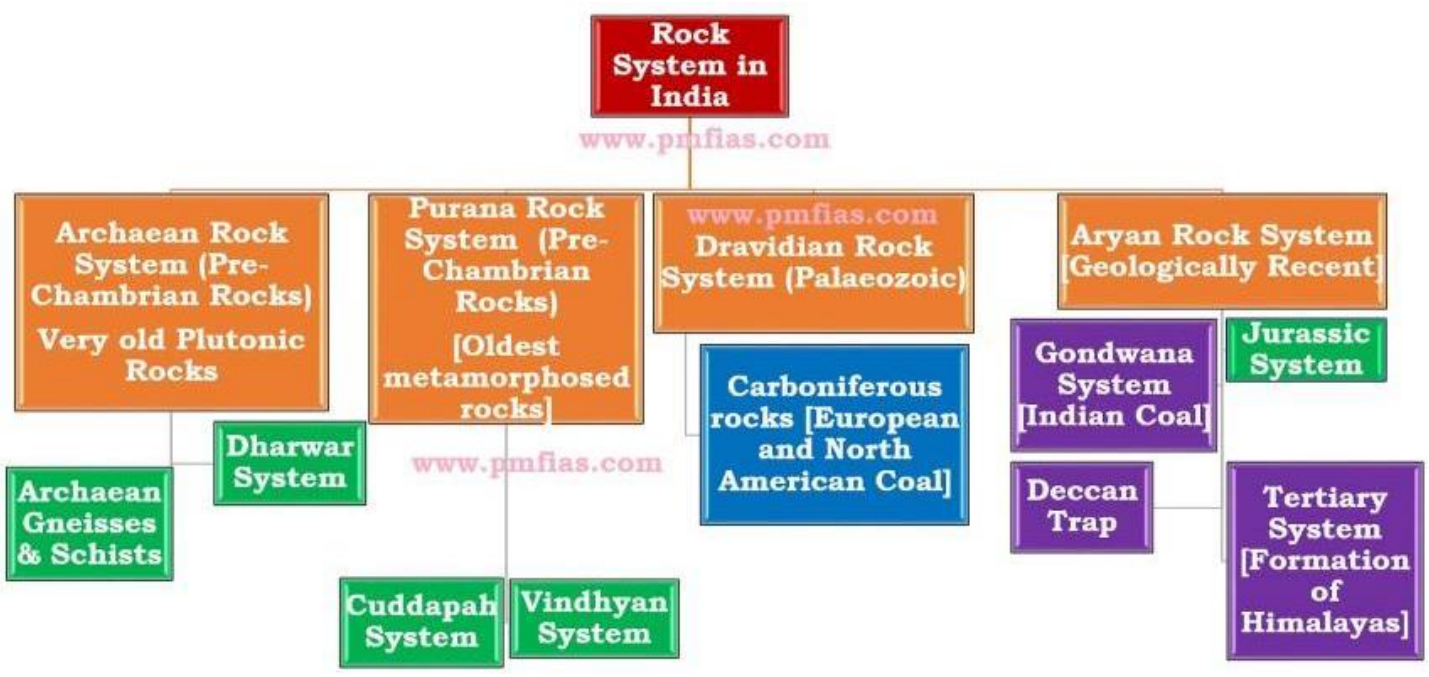 Rock
System in
India
www.pmfias.com
Archaean Rock
System (Pre-
Chambrian Rocks)
Very old Plutonic
Rocks
Dharwar
System
Archaean
Gneisses
& Schists
Purana Rock
System (Pre-
Chambrian
Rocks)
[Oldest
metamorphosed
rocks]
www.pmfias.com
Cuddapah
System
Vindhyan
System
www.pmfias.com
Dravidian Rock
System (Palaeozoic)
Carboniferous
rocks [European
and North
American Coal]
Aryan Rock System
[Geologically Recent]
Gondwana
System
[Indian Coal]
Jurassic
System
Deccan
Trap
Tertiary
System
[Formation
of
Himalayas]